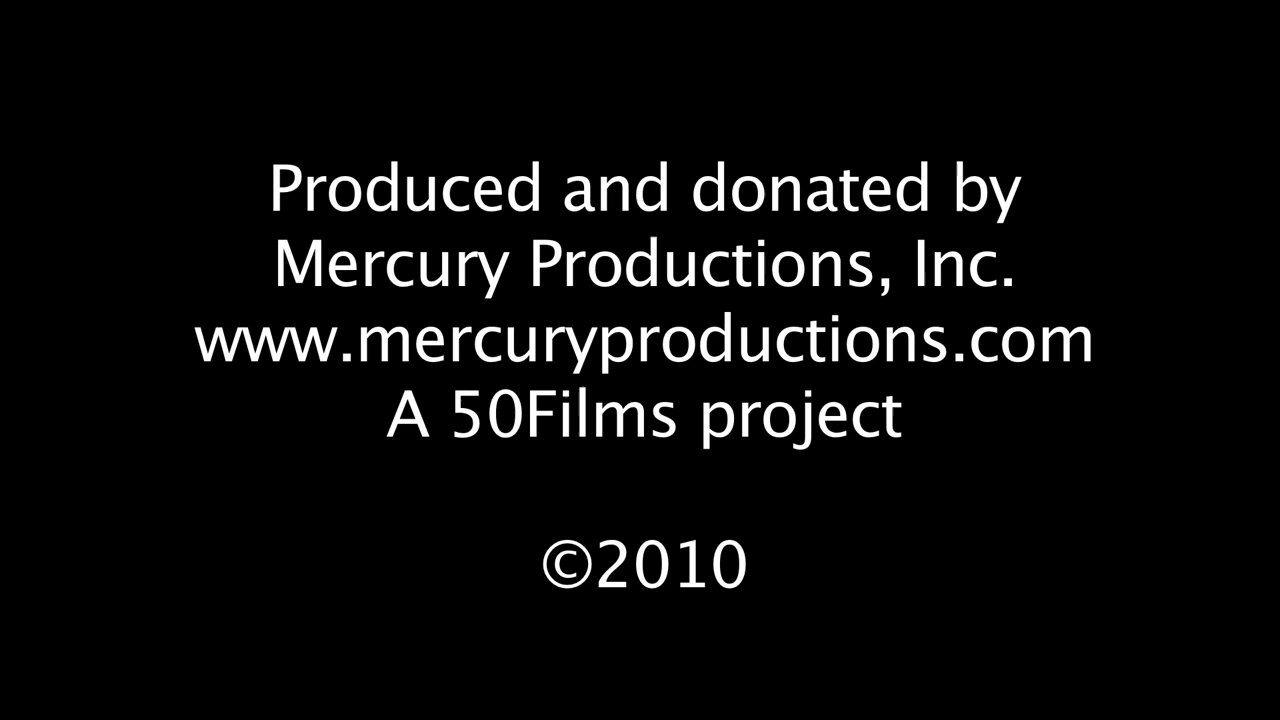 Produced and donated by
Mercury Productions, Inc.
www.mercuryproductions.com
A 50Films project
©2010